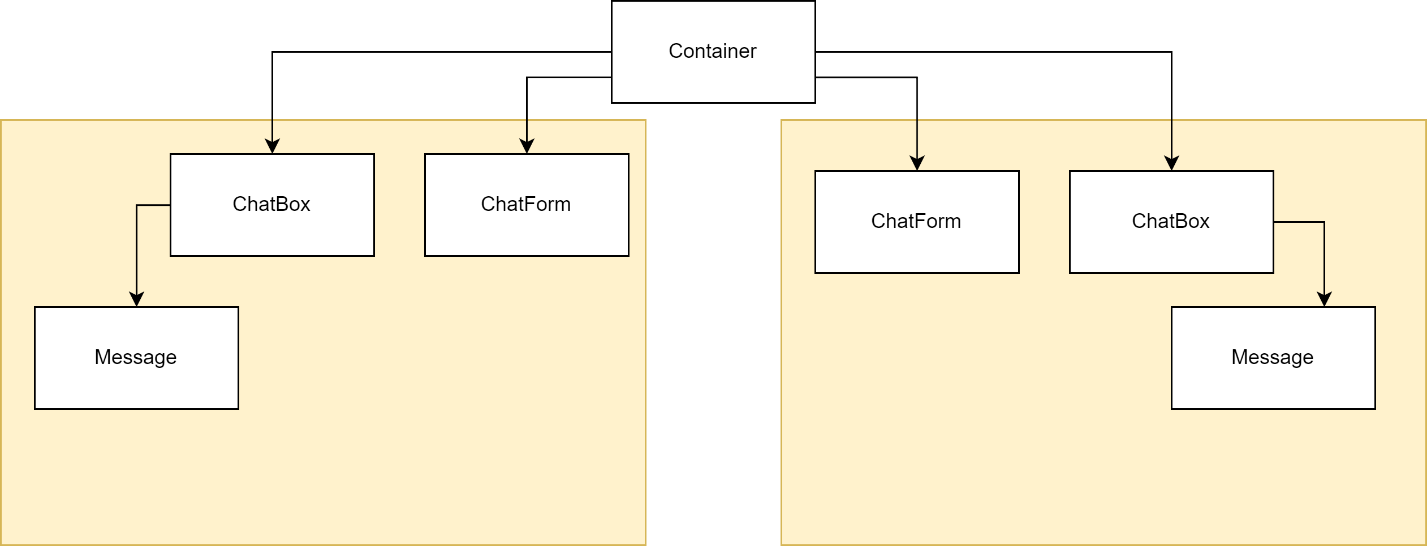 Container
ChatBox
ChatForm
ChatForm
ChatBox
Message
Message